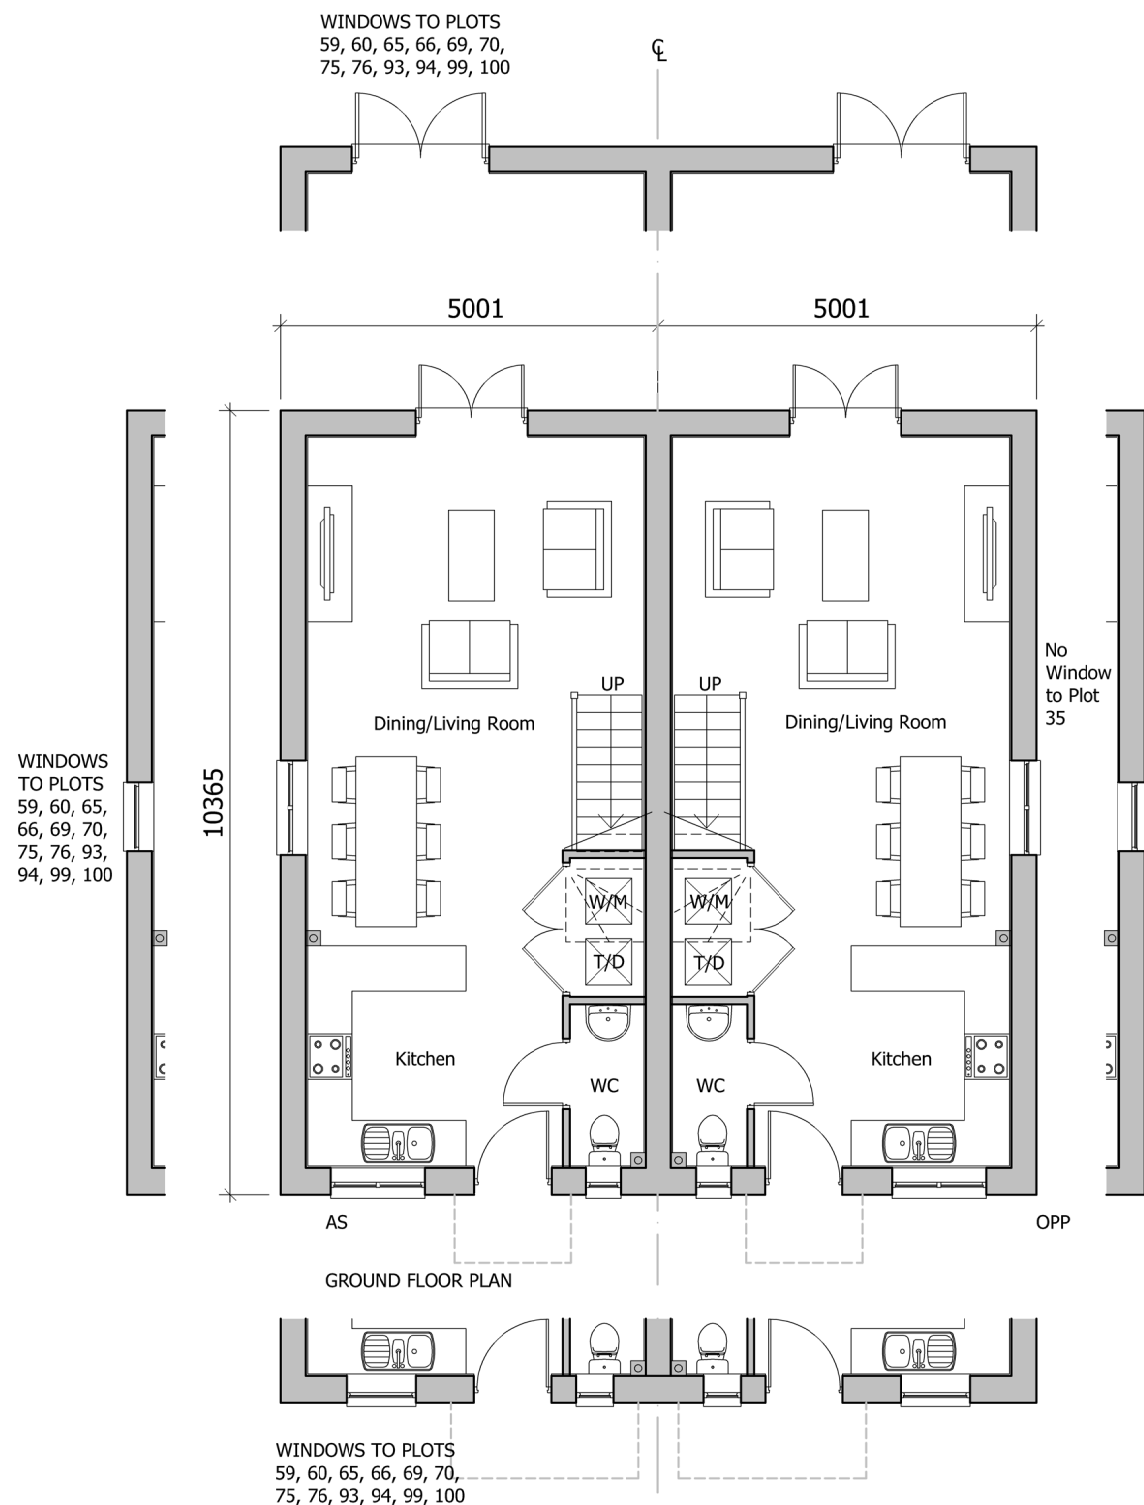 WINDOWS TO PLOTS
59, 60, 65, 66, 69, 70,
75, 76, 93, 94, 99, 100
℄
5001
5001
No
Window
to Plot
35
UP
UP
Dining/Living Room
Dining/Living Room
WINDOWS
TO PLOTS
59, 60, 65,
66, 69, 70,
75, 76, 93,
94, 99, 100
10365
W/M
W/M
T/D
T/D
Kitchen
Kitchen
WC
WC
AS
OPP
GROUND FLOOR PLAN
WINDOWS TO PLOTS
59, 60, 65, 66, 69, 70,
75, 76, 93, 94, 99, 100